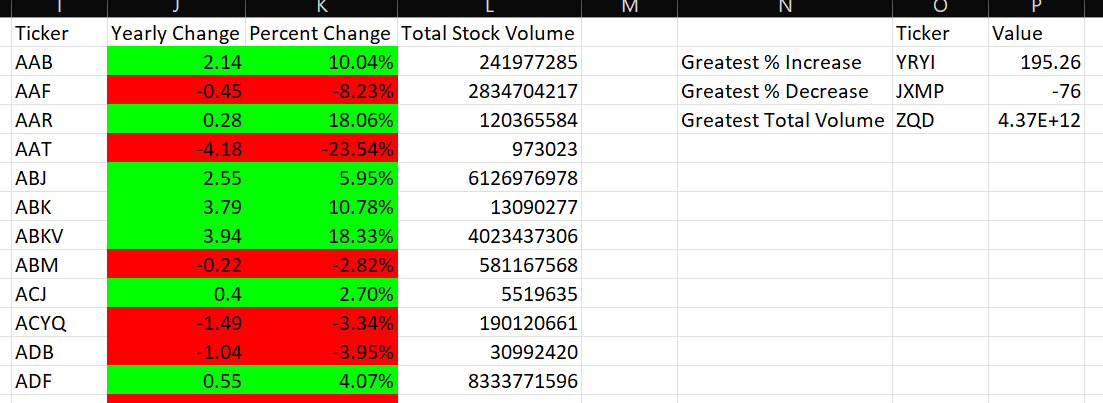 I J K L M N O P
Ticker Yearly Change Percent Change Total Stock Volume Ticker Value
AAB 2.14 10.04% 241977285 Greatest % Increase YRYI 195.26
AAF -0.45 -8.23% 2834704217 Greatest % Decrease JXMP -76
AAR 0.28 18.06% 120365584 Greatest Total Volume ZQD 4.37E+12
AAT -4.18 -23.54% 973023
ABJ 2.55 5.95% 6126976978
ABK 3.79 10.78% 13090277
ABKV 3.94 18.33% 4023437306
ABM -0.22 -2.82% 581167568
ACJ 0.4 2.70% 5519635
ACYQ -1.49 -3.34% 190120661
ADB -1.04 -3.95% 30992420
ADF 0.55 4.07% 8333771596